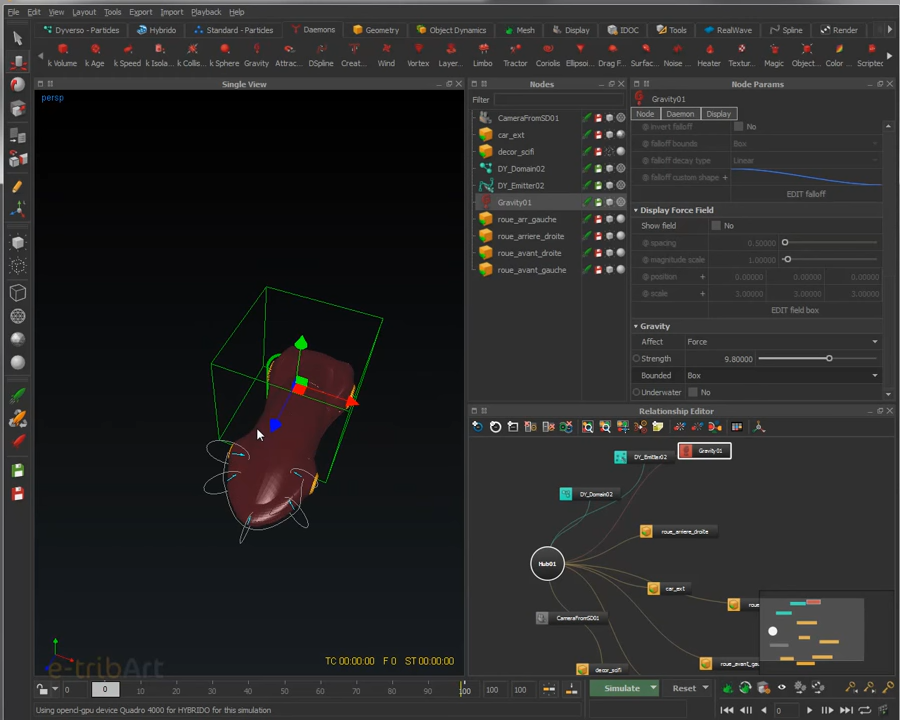 File Edit View Layout Tools Export Import Playback Help
Dyverso - Particles Hybrido Standard - Particles Daemons Geometry Object Dynamics Mesh Display IDOC Tools RealWave Spline Render
k Volume k Age k Speed k Isola... k Collis... k Sphere Gravity Attrac... DSpline Creat... Wind Vortex Layer... Limbo Tractor Coriolis Ellipsoi... Drag F... Surfac... Noise Heater Textur... Magic Object... Color ... Scripted
Single View
persp
TC 00:00:00 F 0 ST 00:00:00
e-tribArt
Nodes
Filter
CameraFromSD01
car_ext
decor_scifi
DY_Domain02
DY_Emitter02
Gravity01
roue_arr_gauche
roue_arriere_droite
roue_avant_droite
roue_avant_gauche
Node Params
Gravity01
Node Daemon Display
invert falloff No
falloff bounds Box
falloff decay type Linear
falloff custom shape
EDIT falloff
Display Force Field
Show field No
spacing 0.50000
magnitude scale 1.00000
position 0.00000 0.00000 0.00000
scale 3.00000 3.00000 3.00000
EDIT field box
Gravity
Affect Force
Strength 9.80000
Bounded Box
Underwater No
Relationship Editor
DY_Emitter02 Gravity01
DY_Domain02
roue_arriere_droite
Hub01
car_ext
CameraFromSD01
decor_scifi
0 0 10 20 30 40 50 60 70 80 90 100 100 100
Simulate Reset
Using opencl-gpu device Quadro 4000 for HYBRIDO for this simulation
0